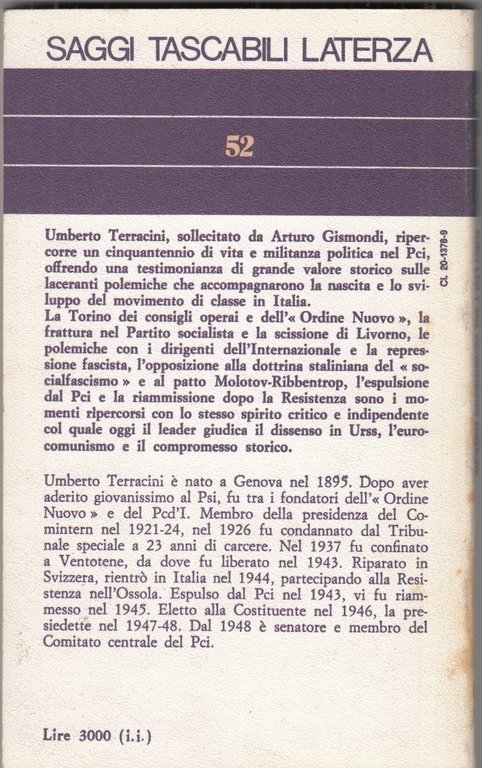 SAGGI TASCABILI LATERZA
52
Umberto Terracini, sollecitato da Arturo Gismondi, riper-
corre un cinquantennio di vita e militanza politica nel Pci,
offrendo una testimonianza di grande valore storico sulle
laceranti polemiche che accompagnarono la nascita e lo svi-
luppo del movimento di classe in Italia.
La Torino dei consigli operai e dell'« Ordine Nuovo », la
frattura nel Partito socialista e la scissione di Livorno, le
polemiche con i dirigenti dell'Internazionale e la repres-
sione fascista, l'opposizione alla dottrina staliniana del « so-
cialfascismo » e al patto Molotov-Ribbentrop, l'espulsione
dal Pci e la riammissione dopo la Resistenza sono i mo-
menti ripercorsi con lo stesso spirito critico e indipendente
col quale oggi il leader giudica il dissenso in Urss, l'euro-
comunismo e il compromesso storico.
CL 20-1378-9
Umberto Terracini è nato a Genova nel 1895. Dopo aver
aderito giovanissimo al Psi, fu tra i fondatori dell'« Ordine
Nuovo » e del Pcd'I. Membro della presidenza del Co-
mintern nel 1921-24, nel 1926 fu condannato dal Tribu-
nale speciale a 23 anni di carcere. Nel 1937 fu confinato
a Ventotene, da dove fu liberato nel 1943. Riparato in
Svizzera, rientrò in Italia nel 1944, partecipando alla Resi-
stenza nell'Ossola. Espulso dal Pci nel 1943, vi fu riam-
messo nel 1945. Eletto alla Costituente nel 1946, la pre-
siedette nel 1947-48. Dal 1948 è senatore e membro del
Comitato centrale del Pci.
Lire 3000 (i.i.)